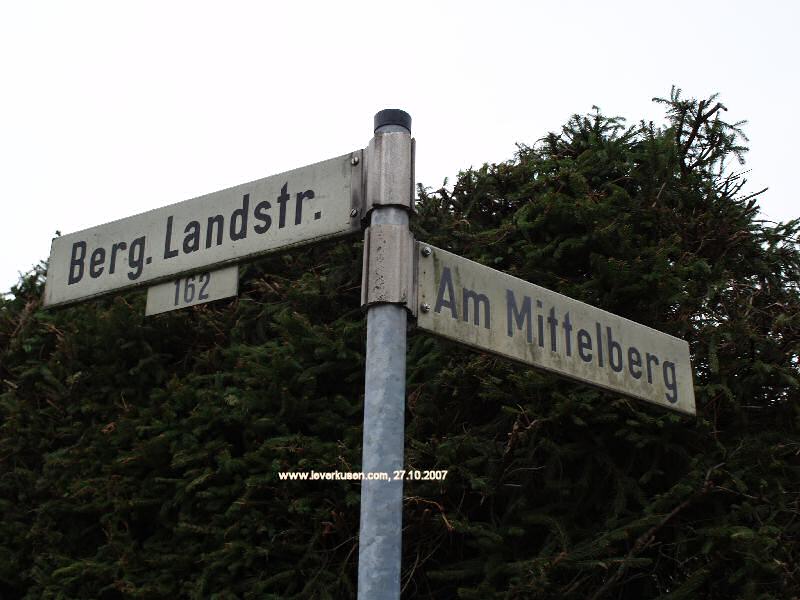 Berg. Landstr.
162
Am Mittelberg
www.leverkusen.com, 27.10.2007